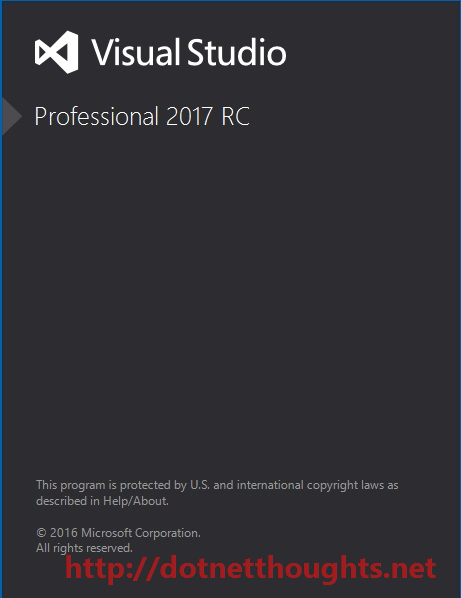 Visual Studio
Professional 2017 RC
This program is protected by U.S. and international copyright laws as
described in Help/About.
© 2016 Microsoft Corporation.
All rights reserved.
http://dotnetthoughts.net